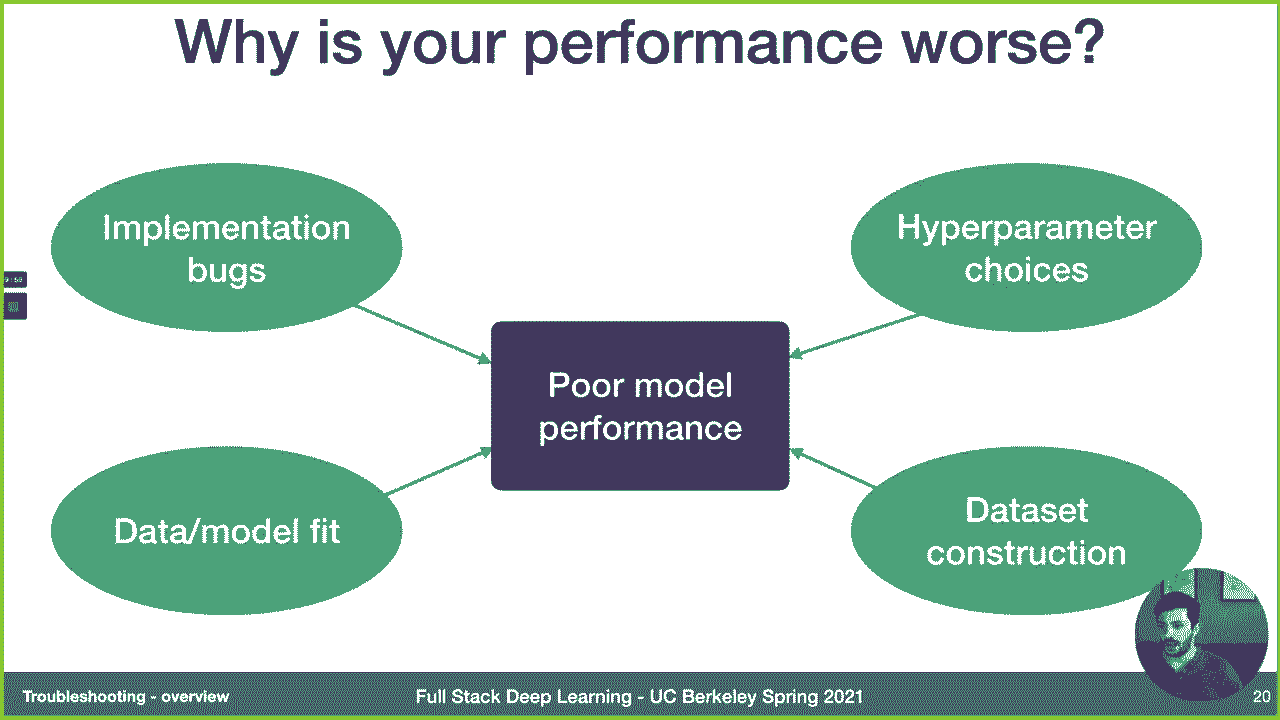 Why is your performance worse?
Implementation
bugs
Hyperparameter
choices
Poor model
performance
Data/model fit
Dataset
construction
Troubleshooting - overview
Full Stack Deep Learning - UC Berkeley Spring 2021
20